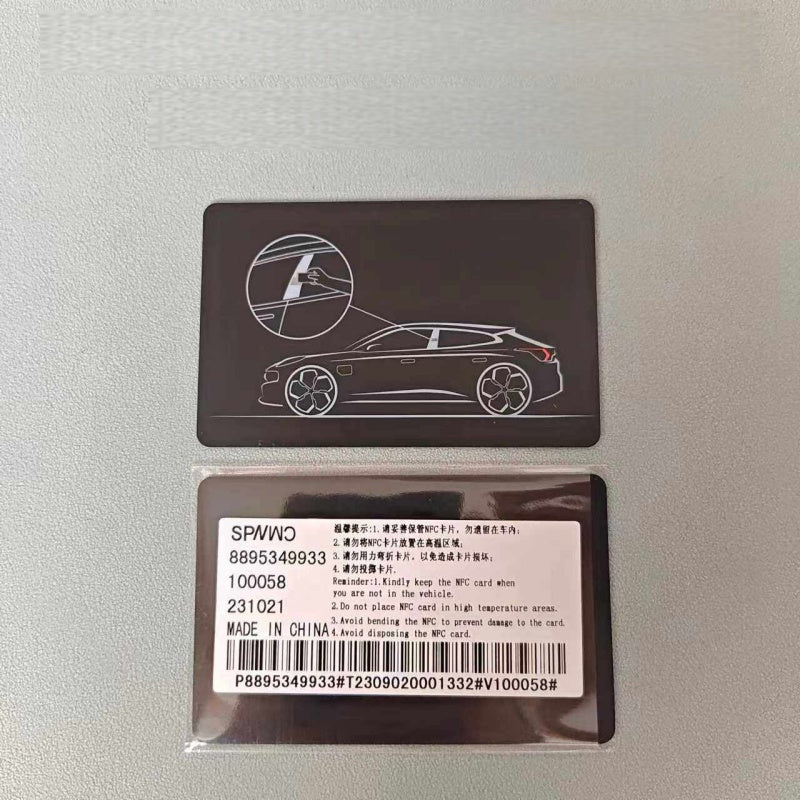 温馨提示:1.请妥善保管NFC卡片，勿遗留在车内;
2.请勿将NFC卡片放置在高温区域;
3.请勿用力弯折卡片，以免造成卡片损坏;
4.请勿投掷卡片.
Reminder:1.Kindly keep the NFC card when
you are not in the vehicle.
2.Do not place NFC card in high temperature areas.
3.Avoid bending the NFC to prevent damage to the card.
4.Avoid disposing the NFC card.
8895349933
100058
231021
MADE IN CHINA
P8895349933#T2309020001332#V100058#